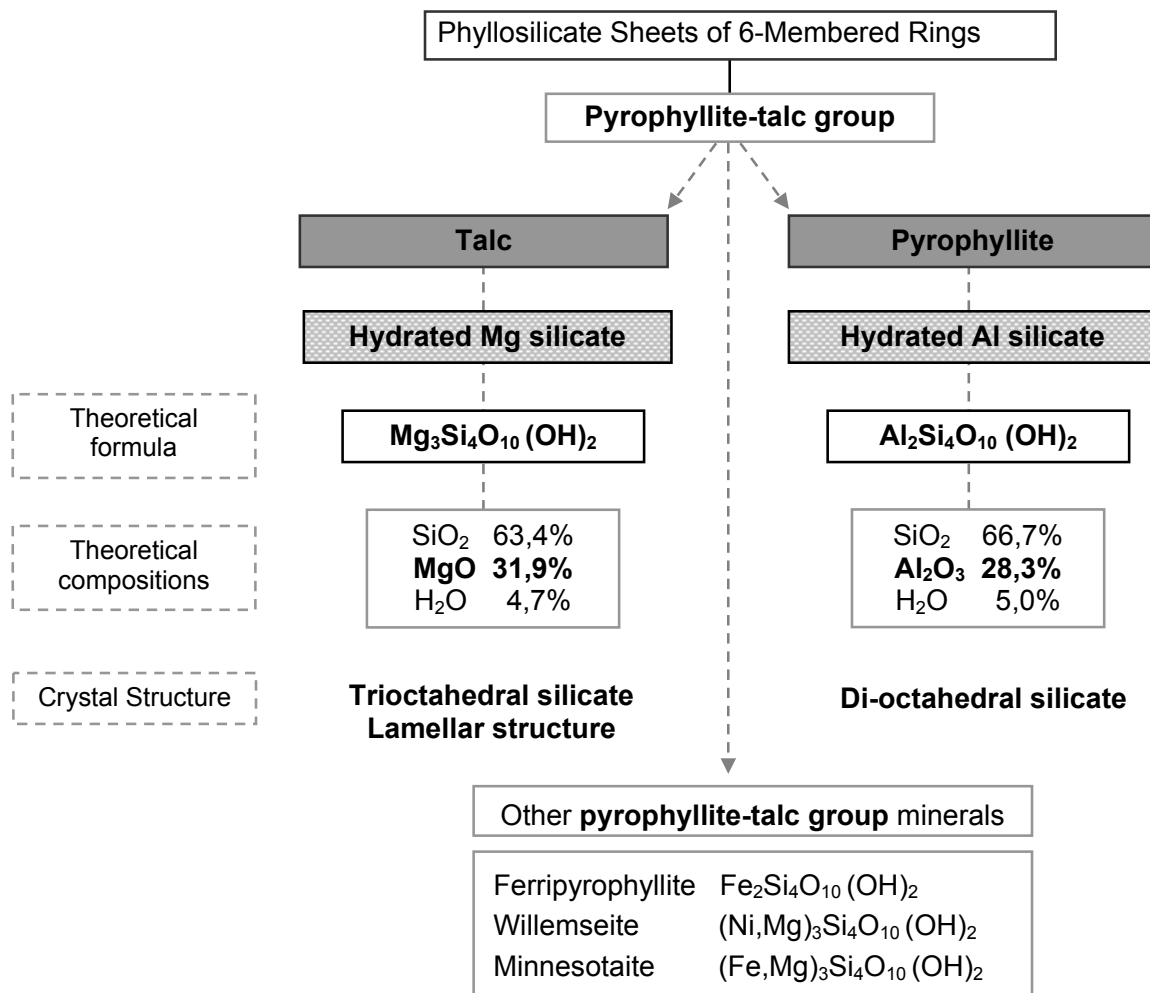 Phyllosilicate Sheets of 6-Membered Rings
Pyrophyllite-talc group
Talc
Pyrophyllite
Hydrated Mg silicate
Hydrated Al silicate
Theoretical
formula
Mg₃Si₄O₁₀ (OH)₂
Al₂Si₄O₁₀ (OH)₂
Theoretical
compositions
SiO₂ 63,4%
MgO 31,9%
H₂O 4,7%
SiO₂ 66,7%
Al₂O₃ 28,3%
H₂O 5,0%
Crystal Structure
Trioctahedral silicate
Lamellar structure
Di-octahedral silicate
Other pyrophyllite-talc group minerals
Ferripyrophyllite Fe₂Si₄O₁₀ (OH)₂
Willemseite (Ni,Mg)₃Si₄O₁₀ (OH)₂
Minnesotaite (Fe,Mg)₃Si₄O₁₀ (OH)₂